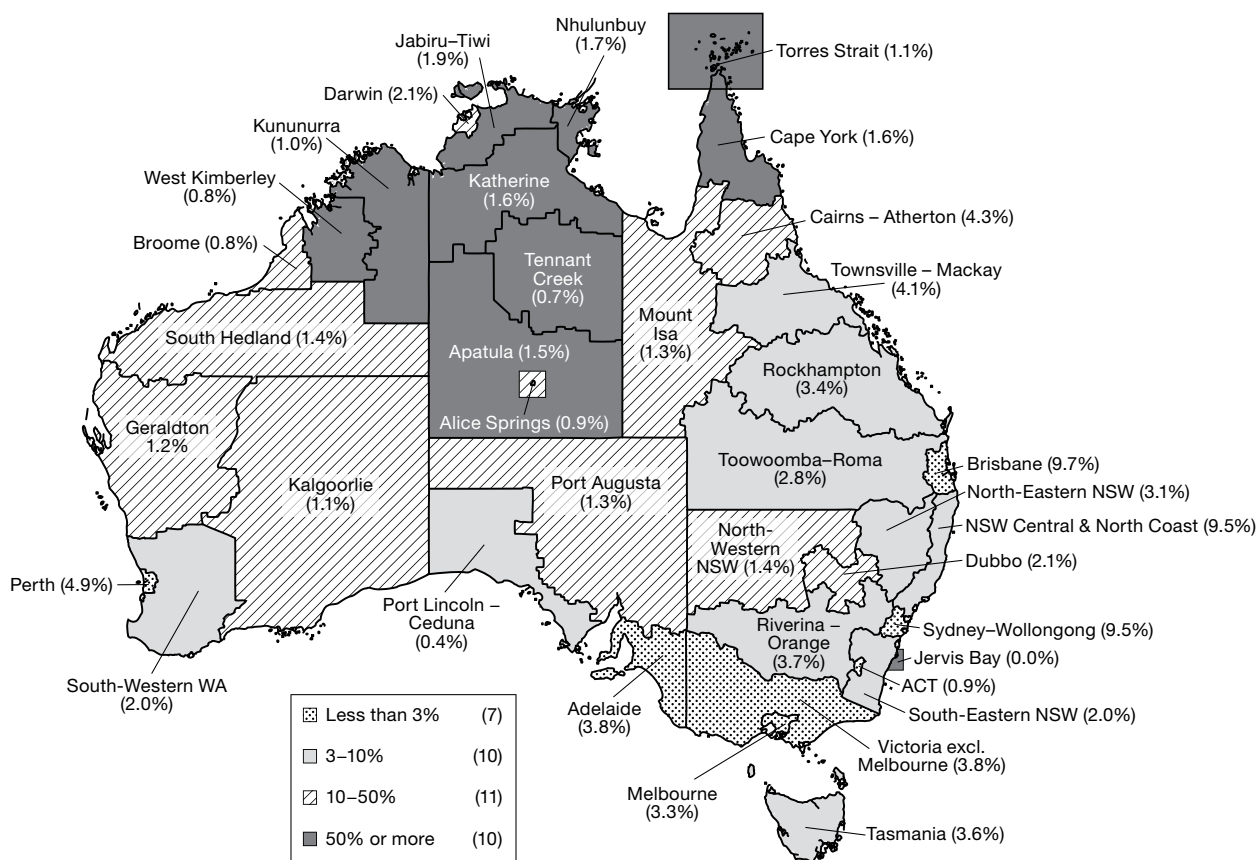 Nhulunbuy
(1.7%)
Jabiru–Tiwi
(1.9%)
Torres Strait (1.1%)
Darwin (2.1%)
Kununurra
(1.0%)
Cape York (1.6%)
West Kimberley
(0.8%)
Katherine
(1.6%)
Cairns – Atherton (4.3%)
Broome (0.8%)
Tennant
Creek
(0.7%)
Townsville – Mackay
(4.1%)
South Hedland (1.4%)
Mount
Isa
(1.3%)
Apatula (1.5%)
Rockhampton
(3.4%)
Alice Springs (0.9%)
Geraldton
1.2%
Toowoomba–Roma
(2.8%)
Brisbane (9.7%)
Kalgoorlie
(1.1%)
Port Augusta
(1.3%)
North-Eastern NSW (3.1%)
NSW Central & North Coast (9.5%)
North-
Western
NSW (1.4%)
Dubbo (2.1%)
Perth (4.9%)
Port Lincoln –
Ceduna
(0.4%)
Riverina –
Orange
(3.7%)
Sydney–Wollongong (9.5%)
Jervis Bay (0.0%)
ACT (0.9%)
South-Western WA
(2.0%)
Adelaide
(3.8%)
South-Eastern NSW (2.0%)
Victoria excl.
Melbourne (3.8%)
Melbourne
(3.3%)
Tasmania (3.6%)
Less than 3% (7)
3–10% (10)
10–50% (11)
50% or more (10)